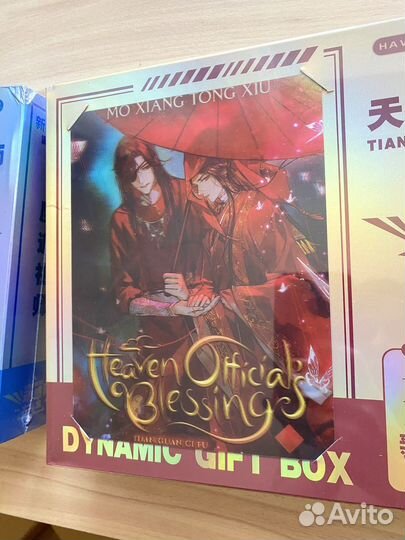 HAV
MO XIANG TONG XIU
天
TIAN
Heaven Official's
Blessing
TIAN GUAN CI FU
DYNAMIC GIFT BOX
Avito